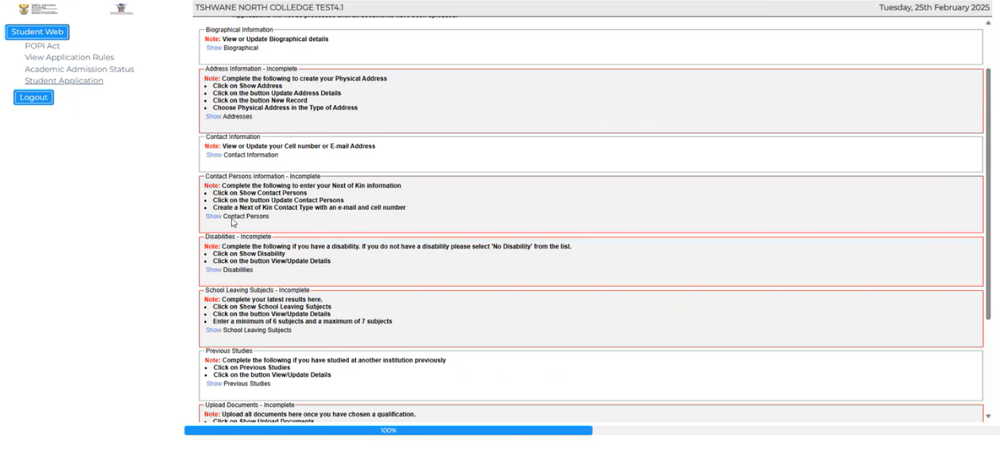 TSHWANE NORTH COLLEDGE TEST4.1
Tuesday, 25th February 2025
Student Web
POPI Act
View Application Rules
Academic Admission Status
Student Application
Logout
Biographical Information
Note: View or Update Biographical details
Show Biographical
Address Information - Incomplete
Note: Complete the following to create your Physical Address
• Click on Show Address
• Click on the button Update Address Details
• Click on the button New Record
• Choose Physical Address in the Type of Address
Show Addresses
Contact Information
Note: View or Update your Cell number or E-mail Address
Show Contact Information
Contact Persons Information - Incomplete
Note: Complete the following to enter your Next of Kin information
• Click on Show Contact Persons
• Click on the button Update Contact Persons
• Create a Next of Kin Contact Type with an e-mail and cell number
Show Contact Persons
Disabilities - Incomplete
Note: Complete the following if you have a disability. If you do not have a disability please select 'No Disability' from the list.
• Click on Show Disability
• Click on the button View/Update Details
Show Disabilities
School Leaving Subjects - Incomplete
Note: Complete your latest results here.
• Click on Show School Leaving Subjects
• Click on the button View/Update Details
• Enter a minimum of 6 subjects and a maximum of 7 subjects
Show School Leaving Subjects
Previous Studies
Note: Complete the following if you have studied at another institution previously
• Click on Previous Studies
• Click on the button View/Update Details
Show Previous Studies
Upload Documents - Incomplete
Note: Upload all documents here once you have chosen a qualification.
• Click on Show Upload Documents
100%